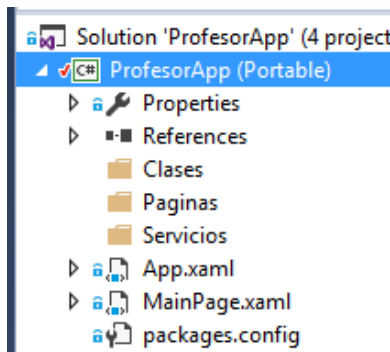 Solution 'ProfesorApp' (4 project
C# ProfesorApp (Portable)
Properties
References
Clases
Paginas
Servicios
App.xaml
MainPage.xaml
packages.config